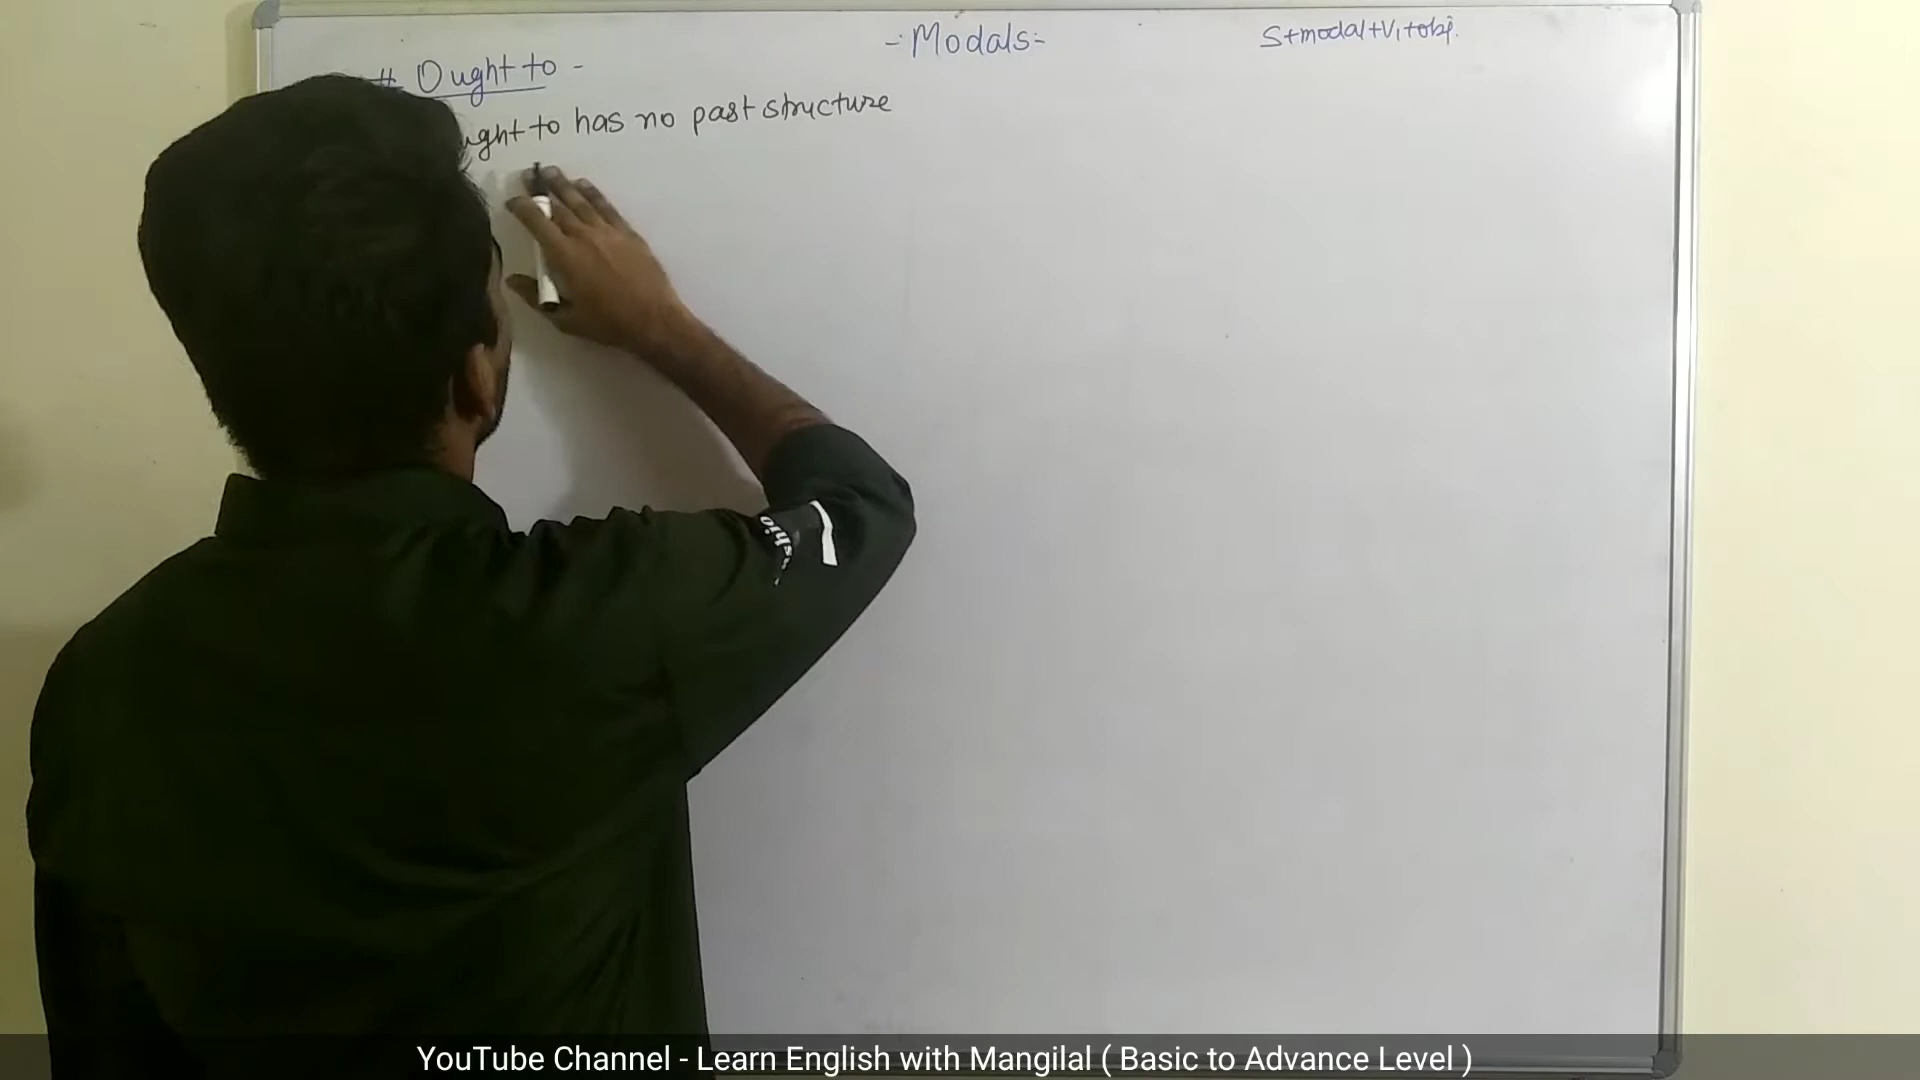 -: Modals:-
S+modal+V₁+obj.
# Ought to -
ught to has no past structure
YouTube Channel - Learn English with Mangilal ( Basic to Advance Level )